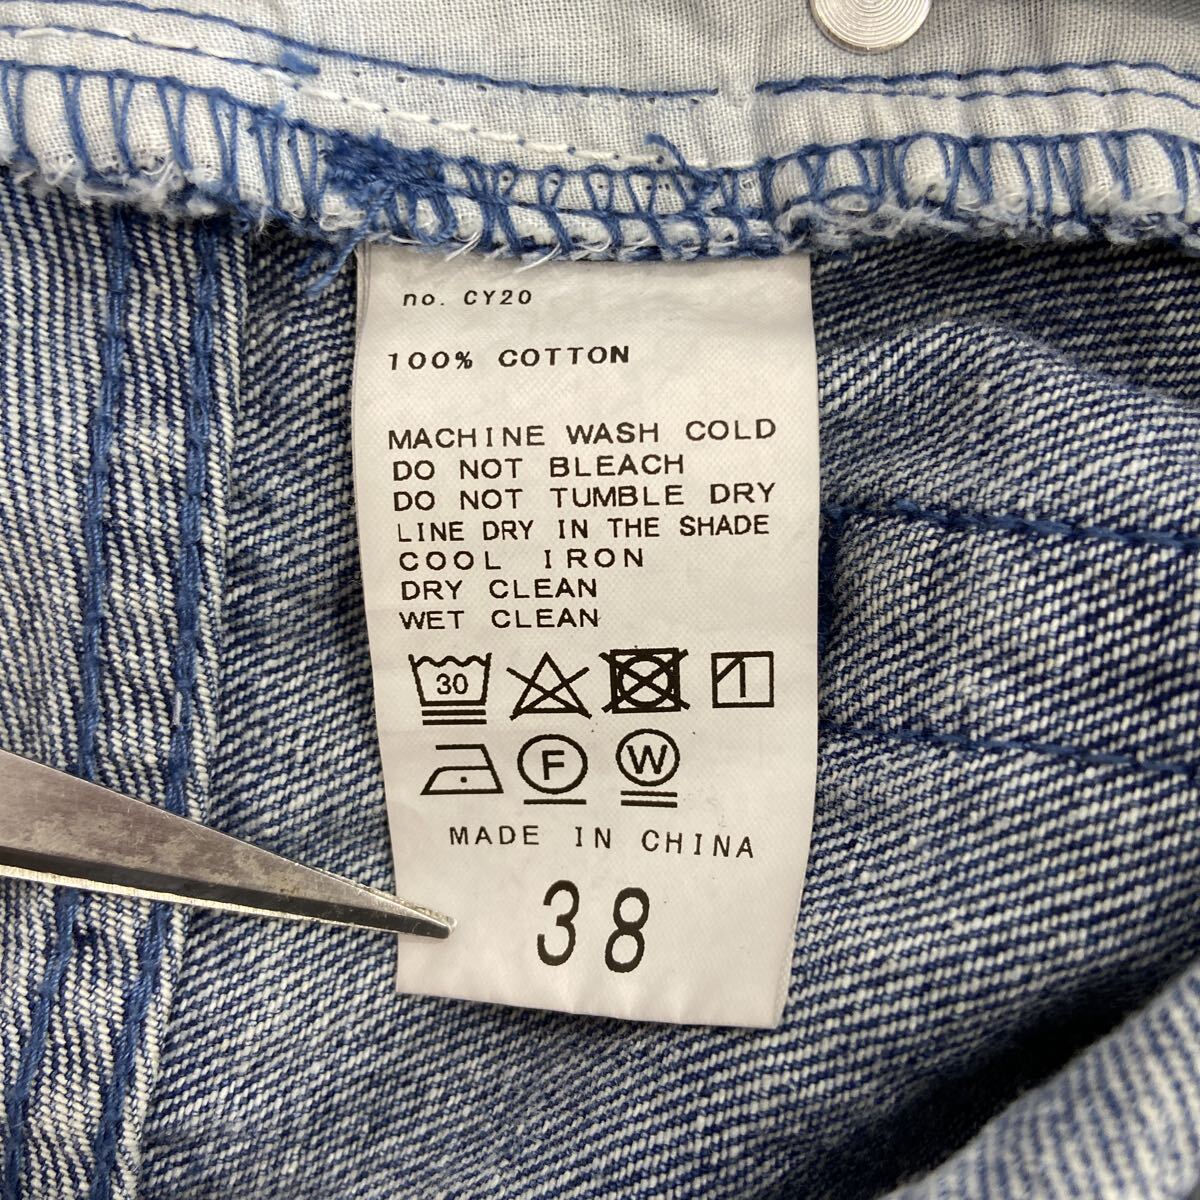 no. CY20
100% COTTON
MACHINE WASH COLD
DO NOT BLEACH
DO NOT TUMBLE DRY
LINE DRY IN THE SHADE
COOL IRON
DRY CLEAN
WET CLEAN
30
F W
MADE IN CHINA
38